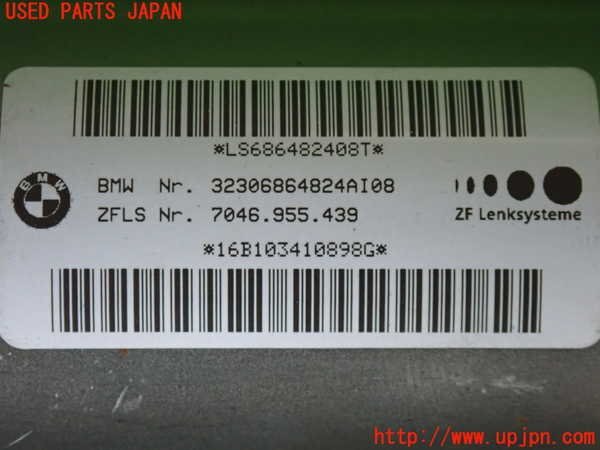 USED PARTS JAPAN
*LS686482408T*
BMW
BMW Nr. 32306864824AI08
ZFLS Nr. 7046.955.439
ZF Lenksysteme
*16B103410898G*
http://www.upjpn.com